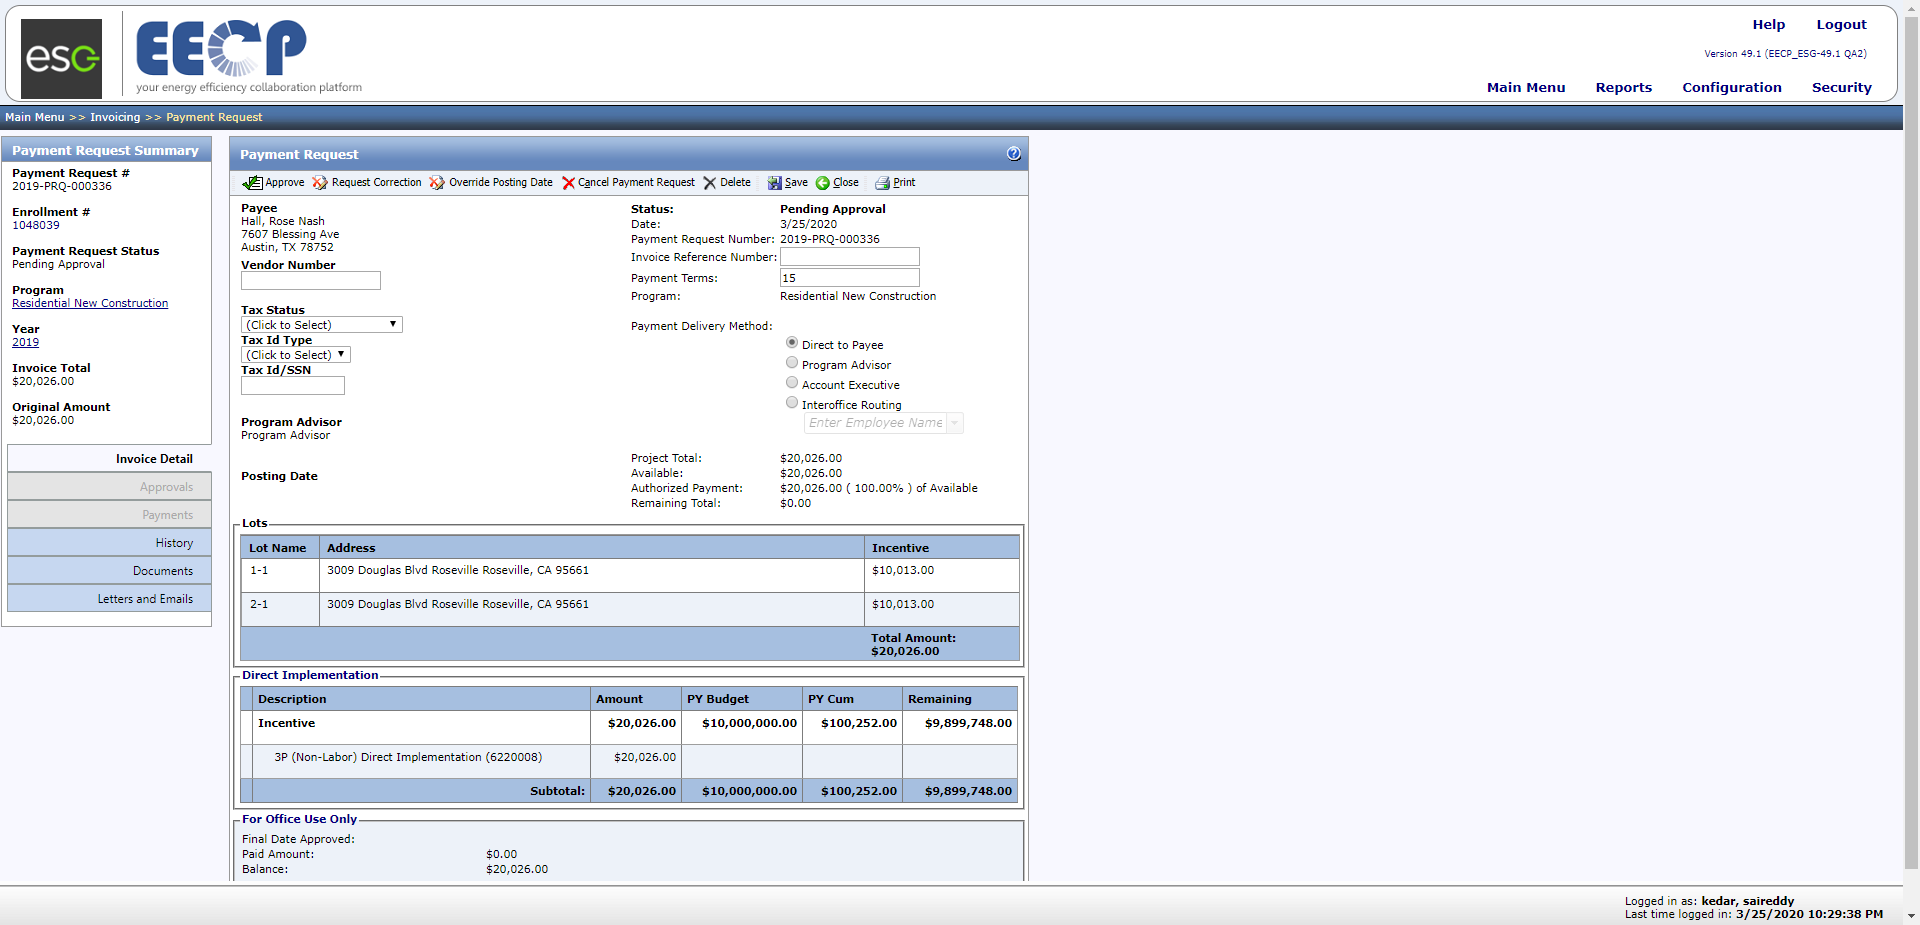 esg
EECP
your energy efficiency collaboration platform
Help Logout
Version 49.1 (EECP_ESG-49.1 QA2)
Main Menu Reports Configuration Security
Main Menu >> Invoicing >> Payment Request
Payment Request Summary
Payment Request #
2019-PRQ-000336
Enrollment #
1048039
Payment Request Status
Pending Approval
Program
Residential New Construction
Year
2019
Invoice Total
$20,026.00
Original Amount
$20,026.00
Invoice Detail
Approvals
Payments
History
Documents
Letters and Emails
Payment Request
?
Approve Request Correction Override Posting Date Cancel Payment Request Delete Save Close Print
Payee
Hall, Rose Nash
7607 Blessing Ave
Austin, TX 78752
Vendor Number
Tax Status
(Click to Select)
Tax Id Type
(Click to Select)
Tax Id/SSN
Program Advisor
Program Advisor
Posting Date
Status: Pending Approval
Date: 3/25/2020
Payment Request Number: 2019-PRQ-000336
Invoice Reference Number:
Payment Terms: 15
Program: Residential New Construction
Payment Delivery Method:
Direct to Payee
Program Advisor
Account Executive
Interoffice Routing
Enter Employee Name
Project Total: $20,026.00
Available: $20,026.00
Authorized Payment: $20,026.00 ( 100.00% ) of Available
Remaining Total: $0.00
Lots
Lot Name Address Incentive
1-1 3009 Douglas Blvd Roseville Roseville, CA 95661 $10,013.00
2-1 3009 Douglas Blvd Roseville Roseville, CA 95661 $10,013.00
Total Amount:
$20,026.00
Direct Implementation
Description Amount PY Budget PY Cum Remaining
Incentive $20,026.00 $10,000,000.00 $100,252.00 $9,899,748.00
3P (Non-Labor) Direct Implementation (6220008) $20,026.00
Subtotal: $20,026.00 $10,000,000.00 $100,252.00 $9,899,748.00
For Office Use Only
Final Date Approved:
Paid Amount: $0.00
Balance: $20,026.00
Logged in as: kedar, saireddy
Last time logged in: 3/25/2020 10:29:38 PM